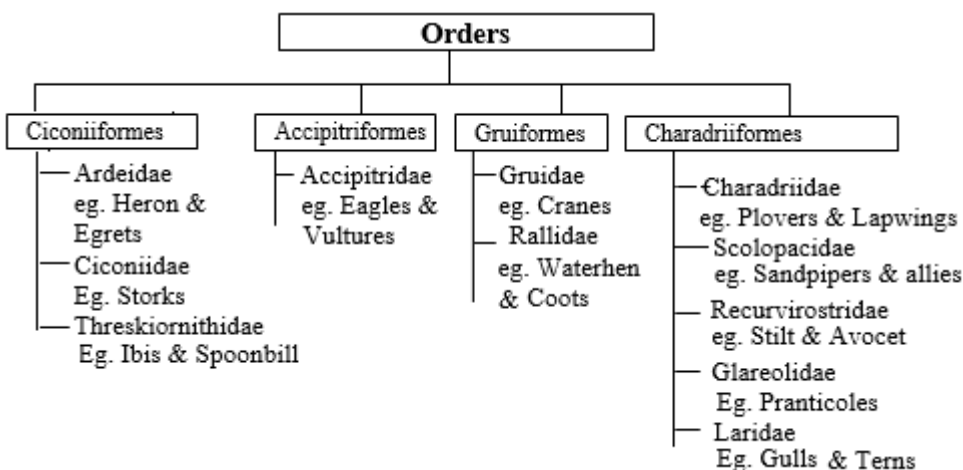 Orders
Ciconiiformes
Ardeidae
eg. Heron &
Egrets
Ciconiidae
Eg. Storks
Threskiornithidae
Eg. Ibis & Spoonbill
Accipitriformes
Accipitridae
eg. Eagles &
Vultures
Gruiformes
Gruidae
eg. Cranes
Rallidae
eg. Waterhen
& Coots
Charadriiformes
Charadriidae
eg. Plovers & Lapwings
Scolopacidae
eg. Sandpipers & allies
Recurvirostridae
eg. Stilt & Avocet
Glareolidae
Eg. Pranticoles
Laridae
Eg. Gulls & Terns